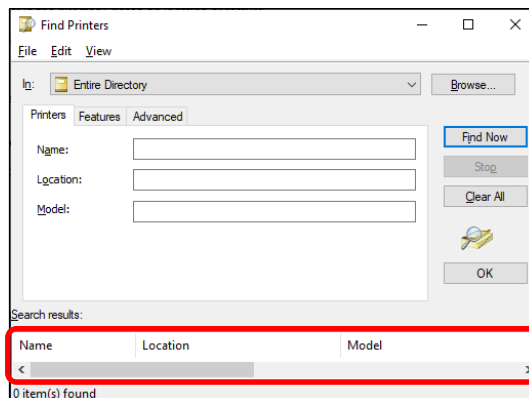 Find Printers
File Edit View
In: Entire Directory Browse...
Printers Features Advanced
Find Now
Name:
Stop
Location:
Clear All
Model:
OK
Search results:
Name Location Model
0 item(s) found